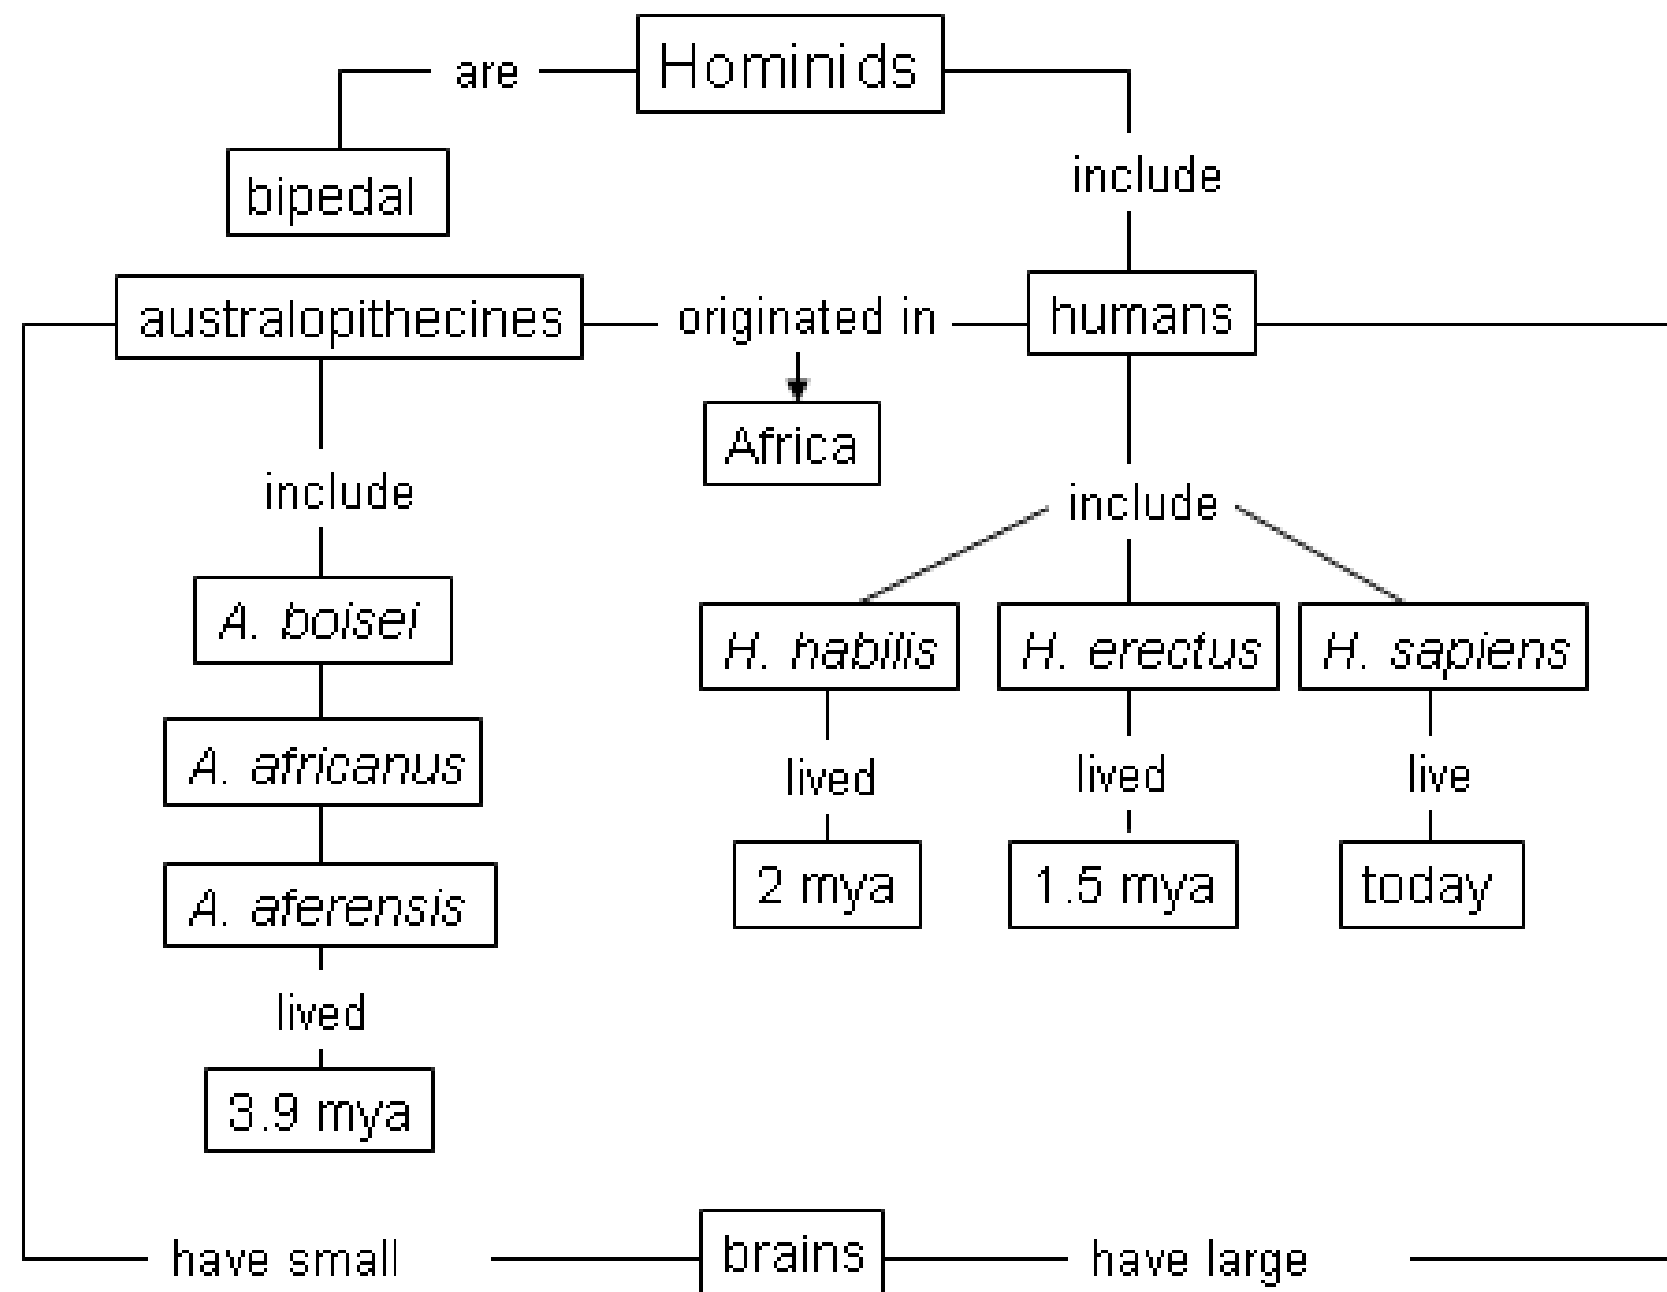 Hominids
are
bipedal
include
australopithecines
originated in
humans
Africa
include
include
A. boisei
H. habilis
H. erectus
H. sapiens
A. africanus
lived
lived
live
A. aferensis
2 mya
1.5 mya
today
lived
3.9 mya
have small
brains
have large